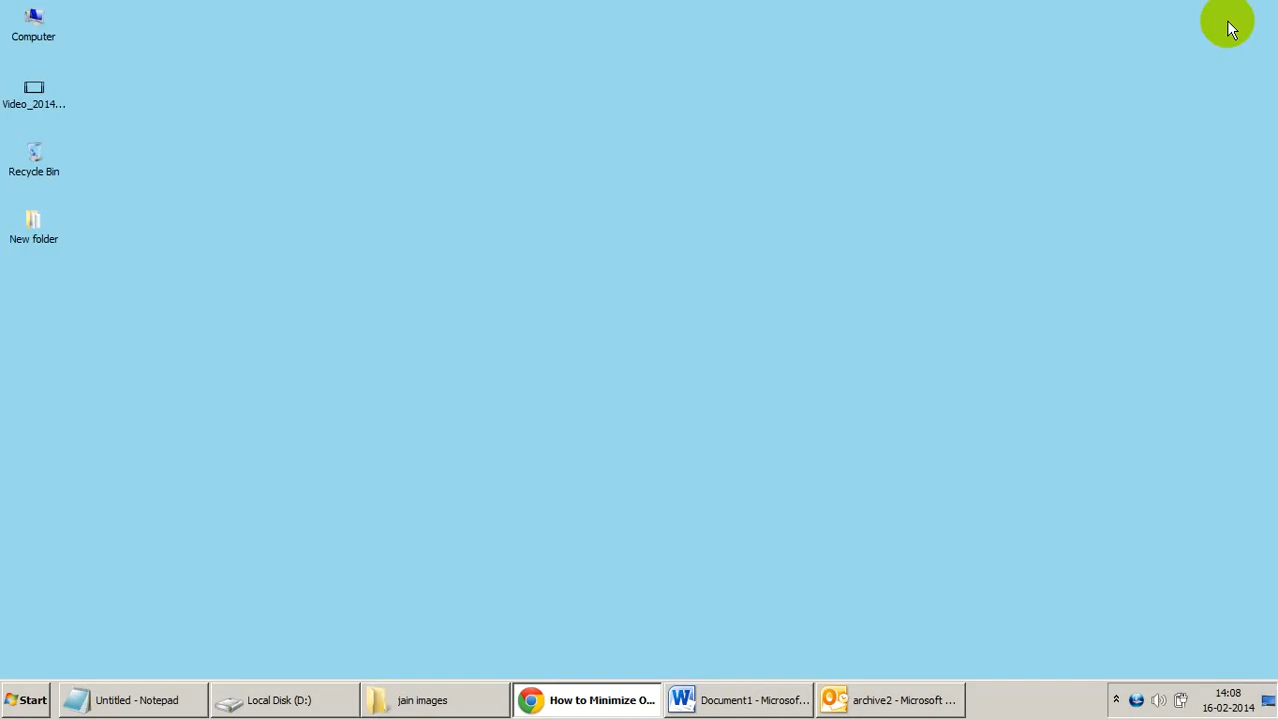 Computer
Video_2014...
Recycle Bin
New folder
Start
Untitled - Notepad
Local Disk (D:)
jain images
How to Minimize O...
Document1 - Microsof...
archive2 - Microsoft ...
14:08
16-02-2014